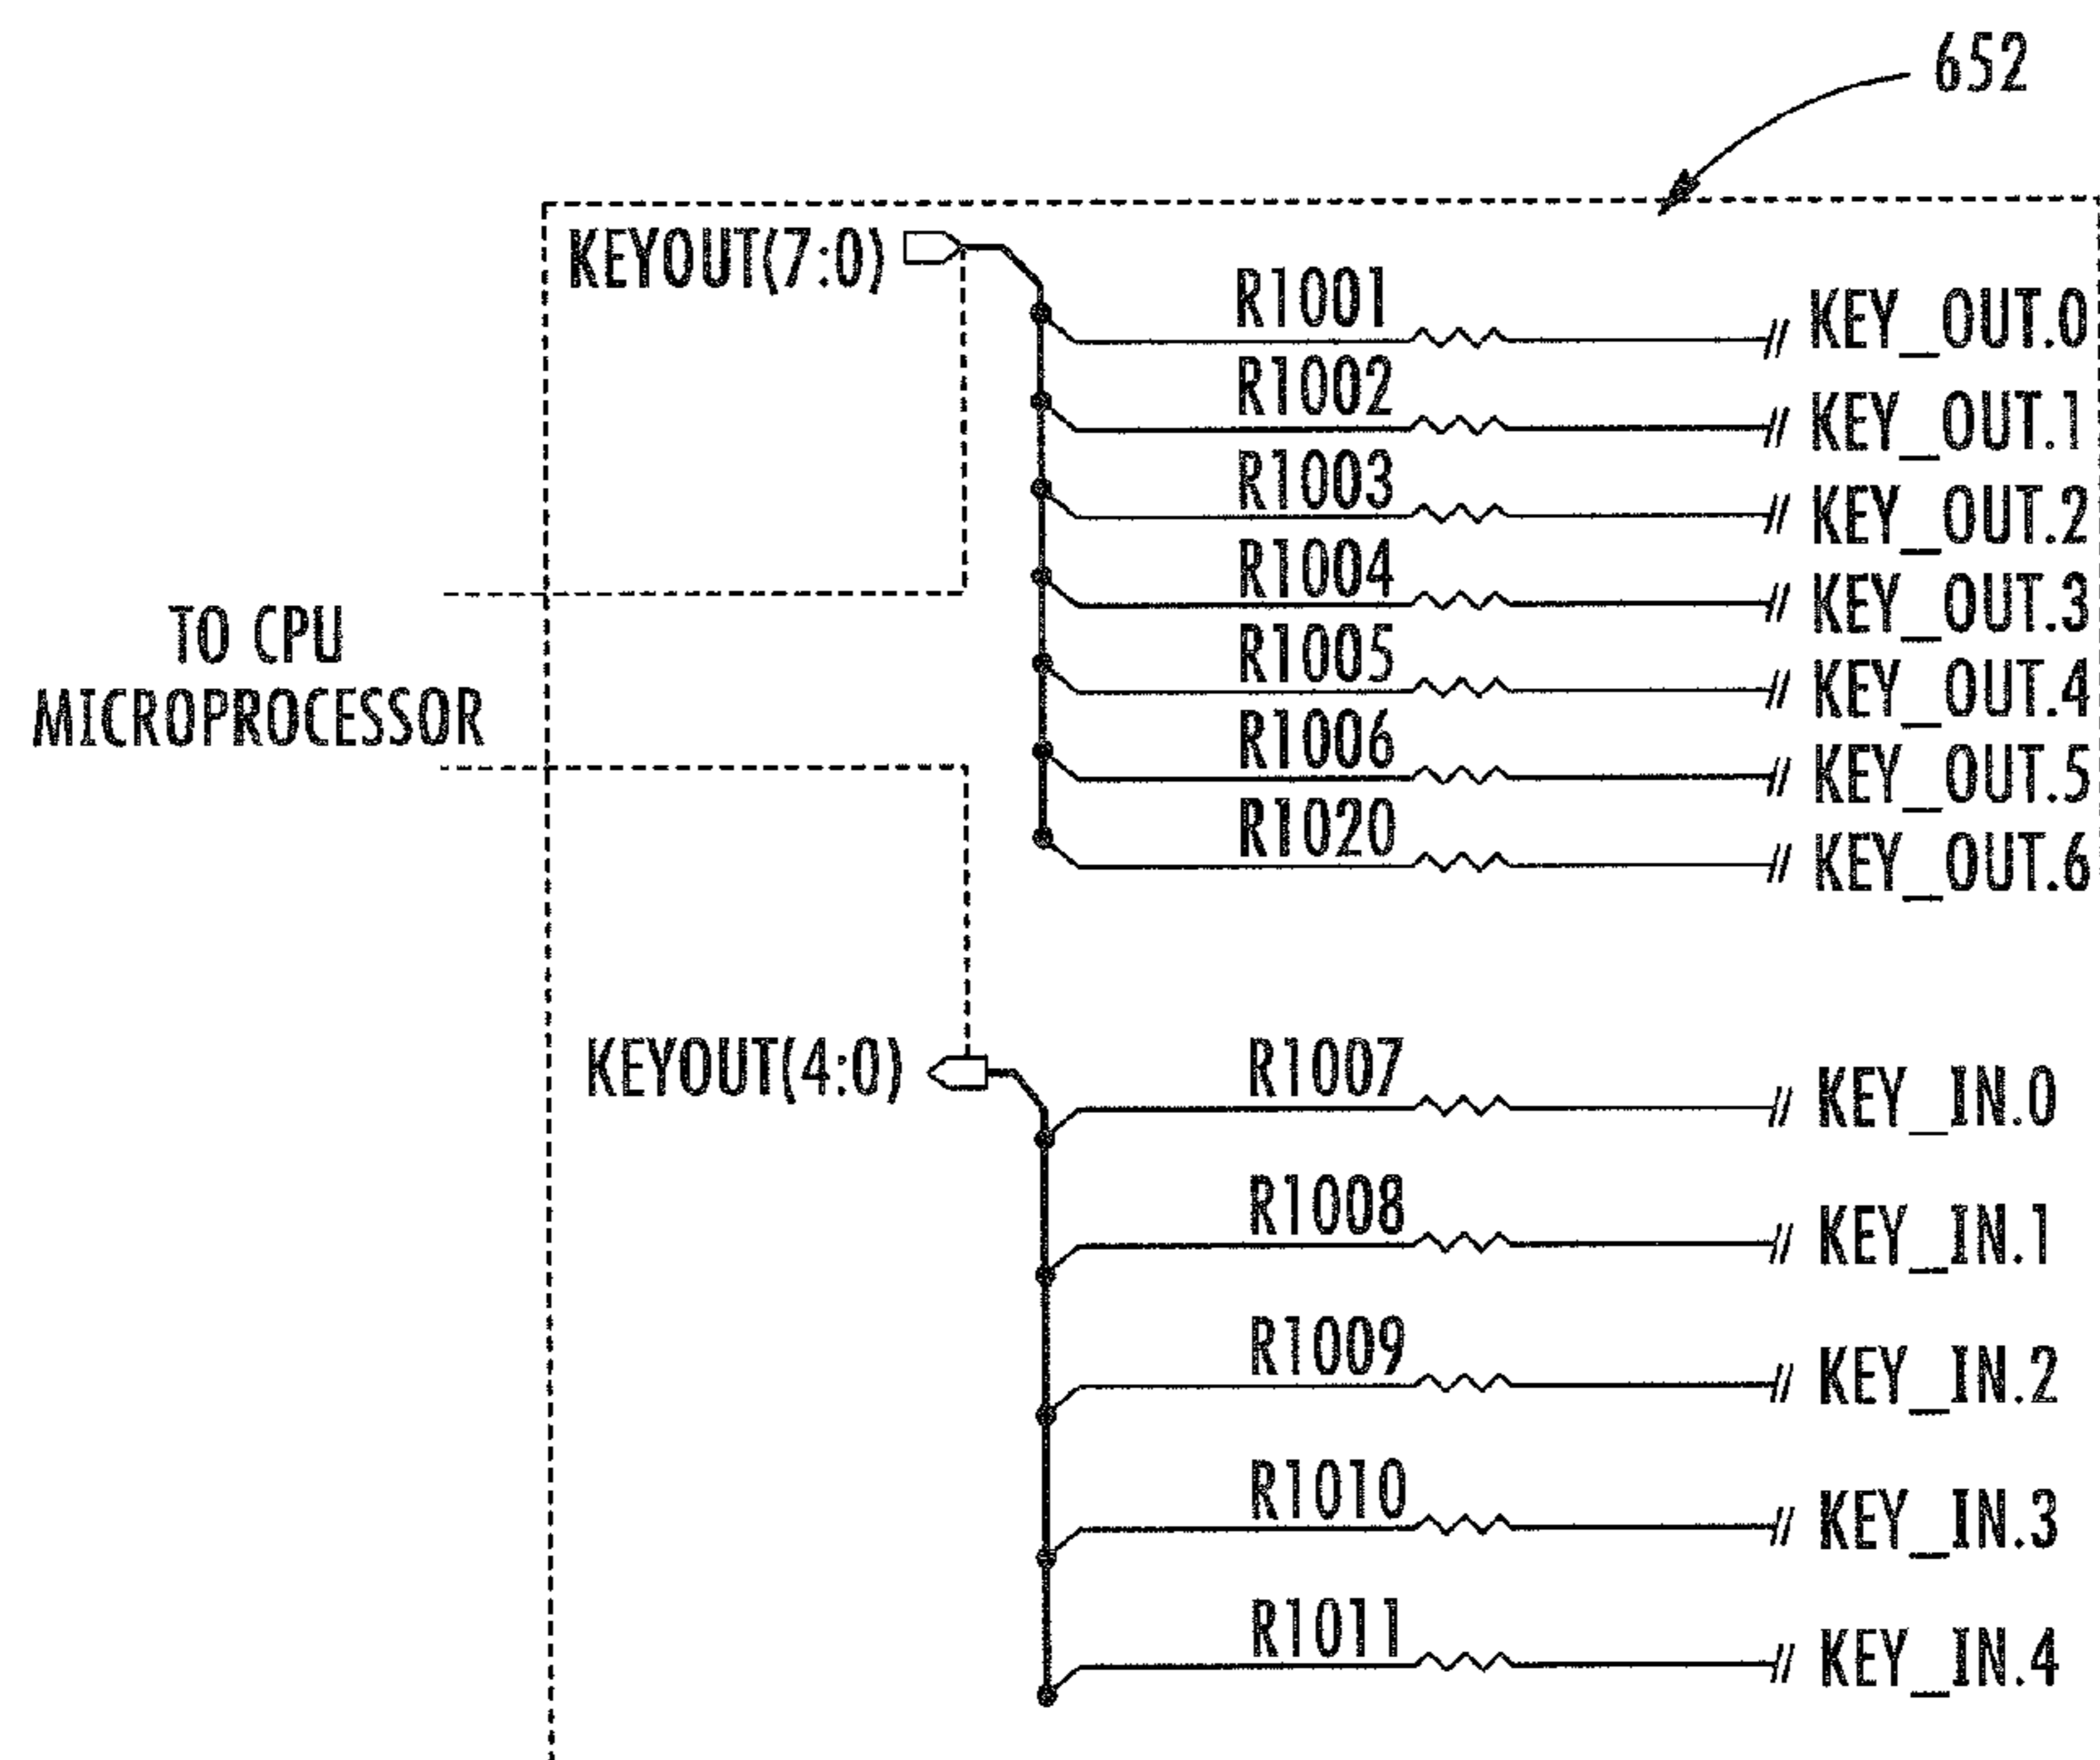 652
KEYOUT(7:0)
R1001 KEY_OUT.0
R1002 KEY_OUT.1
R1003 KEY_OUT.2
R1004 KEY_OUT.3
R1005 KEY_OUT.4
R1006 KEY_OUT.5
R1020 KEY_OUT.6
TO CPU
MICROPROCESSOR
KEYOUT(4:0)
R1007 KEY_IN.0
R1008 KEY_IN.1
R1009 KEY_IN.2
R1010 KEY_IN.3
R1011 KEY_IN.4